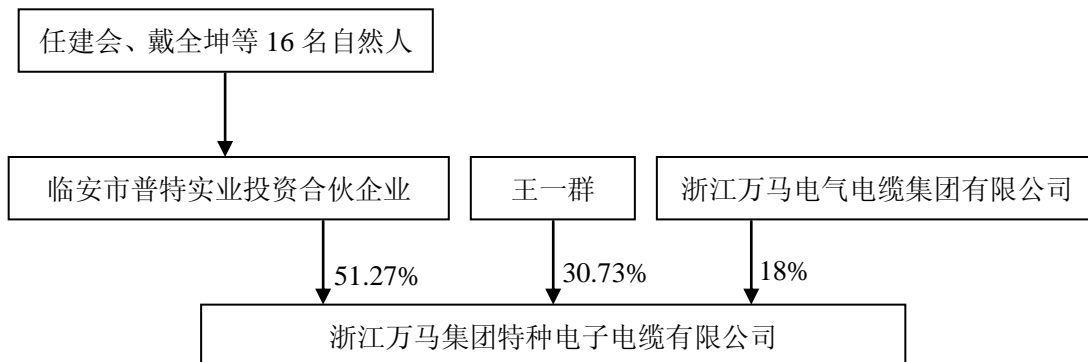 任建会、戴全坤等 16 名自然人
临安市普特实业投资合伙企业
王一群
浙江万马电气电缆集团有限公司
51.27%
30.73%
18%
浙江万马集团特种电子电缆有限公司